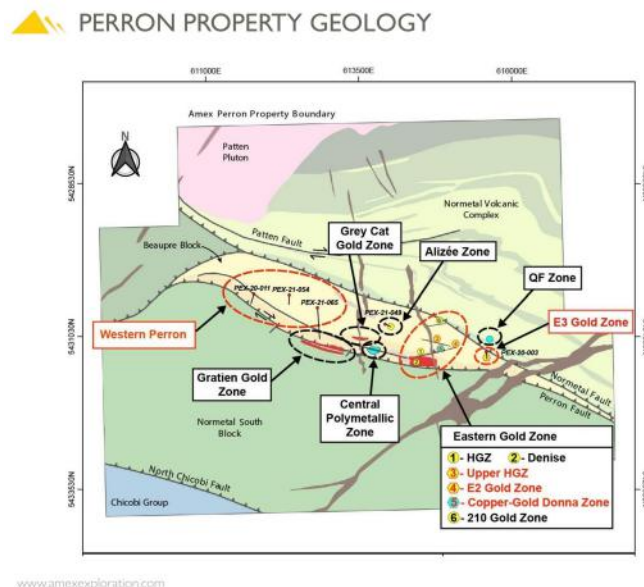 PERRON PROPERTY GEOLOGY
611000E
613500E
616000E
Amex Perron Property Boundary
N
Patten
Pluton
5428530N
Normetal Volcanic
Complex
Grey Cat
Gold Zone
Alizée Zone
Patten Fault
Beaupre Block
QF Zone
PEX-20-011
PEX-21-054
PEX-21-065
PEX-21-049
E3 Gold Zone
Western Perron
5431030N
Gratien Gold
Zone
Central
Polymetallic
Zone
Normetal Fault
Perron Fault
Normetal South
Block
Eastern Gold Zone
1 - HGZ 2 - Denise
3 - Upper HGZ
4 - E2 Gold Zone
5 - Copper-Gold Donna Zone
6 - 210 Gold Zone
North Chicobi Fault
Chicobi Group
5433530N
www.amexexploration.com